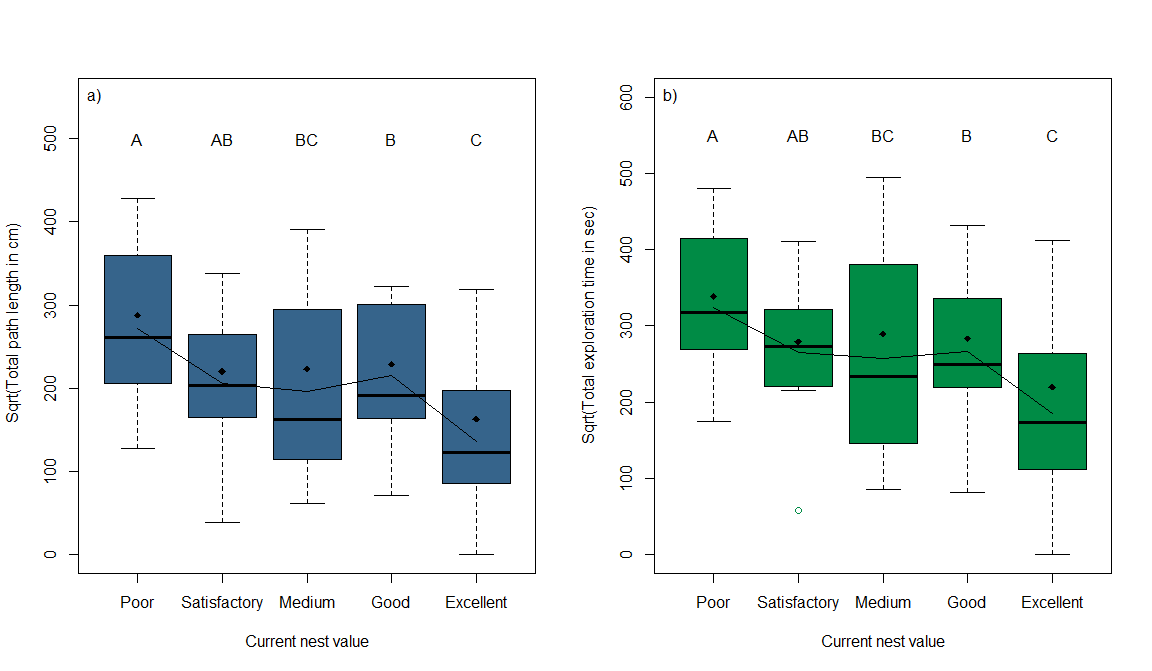 a)
A AB BC B C
Sqrt(Total path length in cm)
500
400
300
200
100
0
Poor Satisfactory Medium Good Excellent
Current nest value
b)
A AB BC B C
Sqrt(Total exploration time in sec)
600
500
400
300
200
100
0
Poor Satisfactory Medium Good Excellent
Current nest value